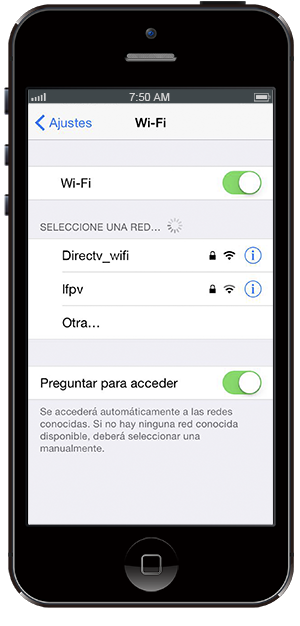 7:50 AM
Ajustes
Wi-Fi
Wi-Fi
SELECCIONE UNA RED...
Directv_wifi
lfpv
Otra...
Preguntar para acceder
Se accederá automáticamente a las redes
conocidas. Si no hay ninguna red conocida
disponible, deberá seleccionar una
manualmente.